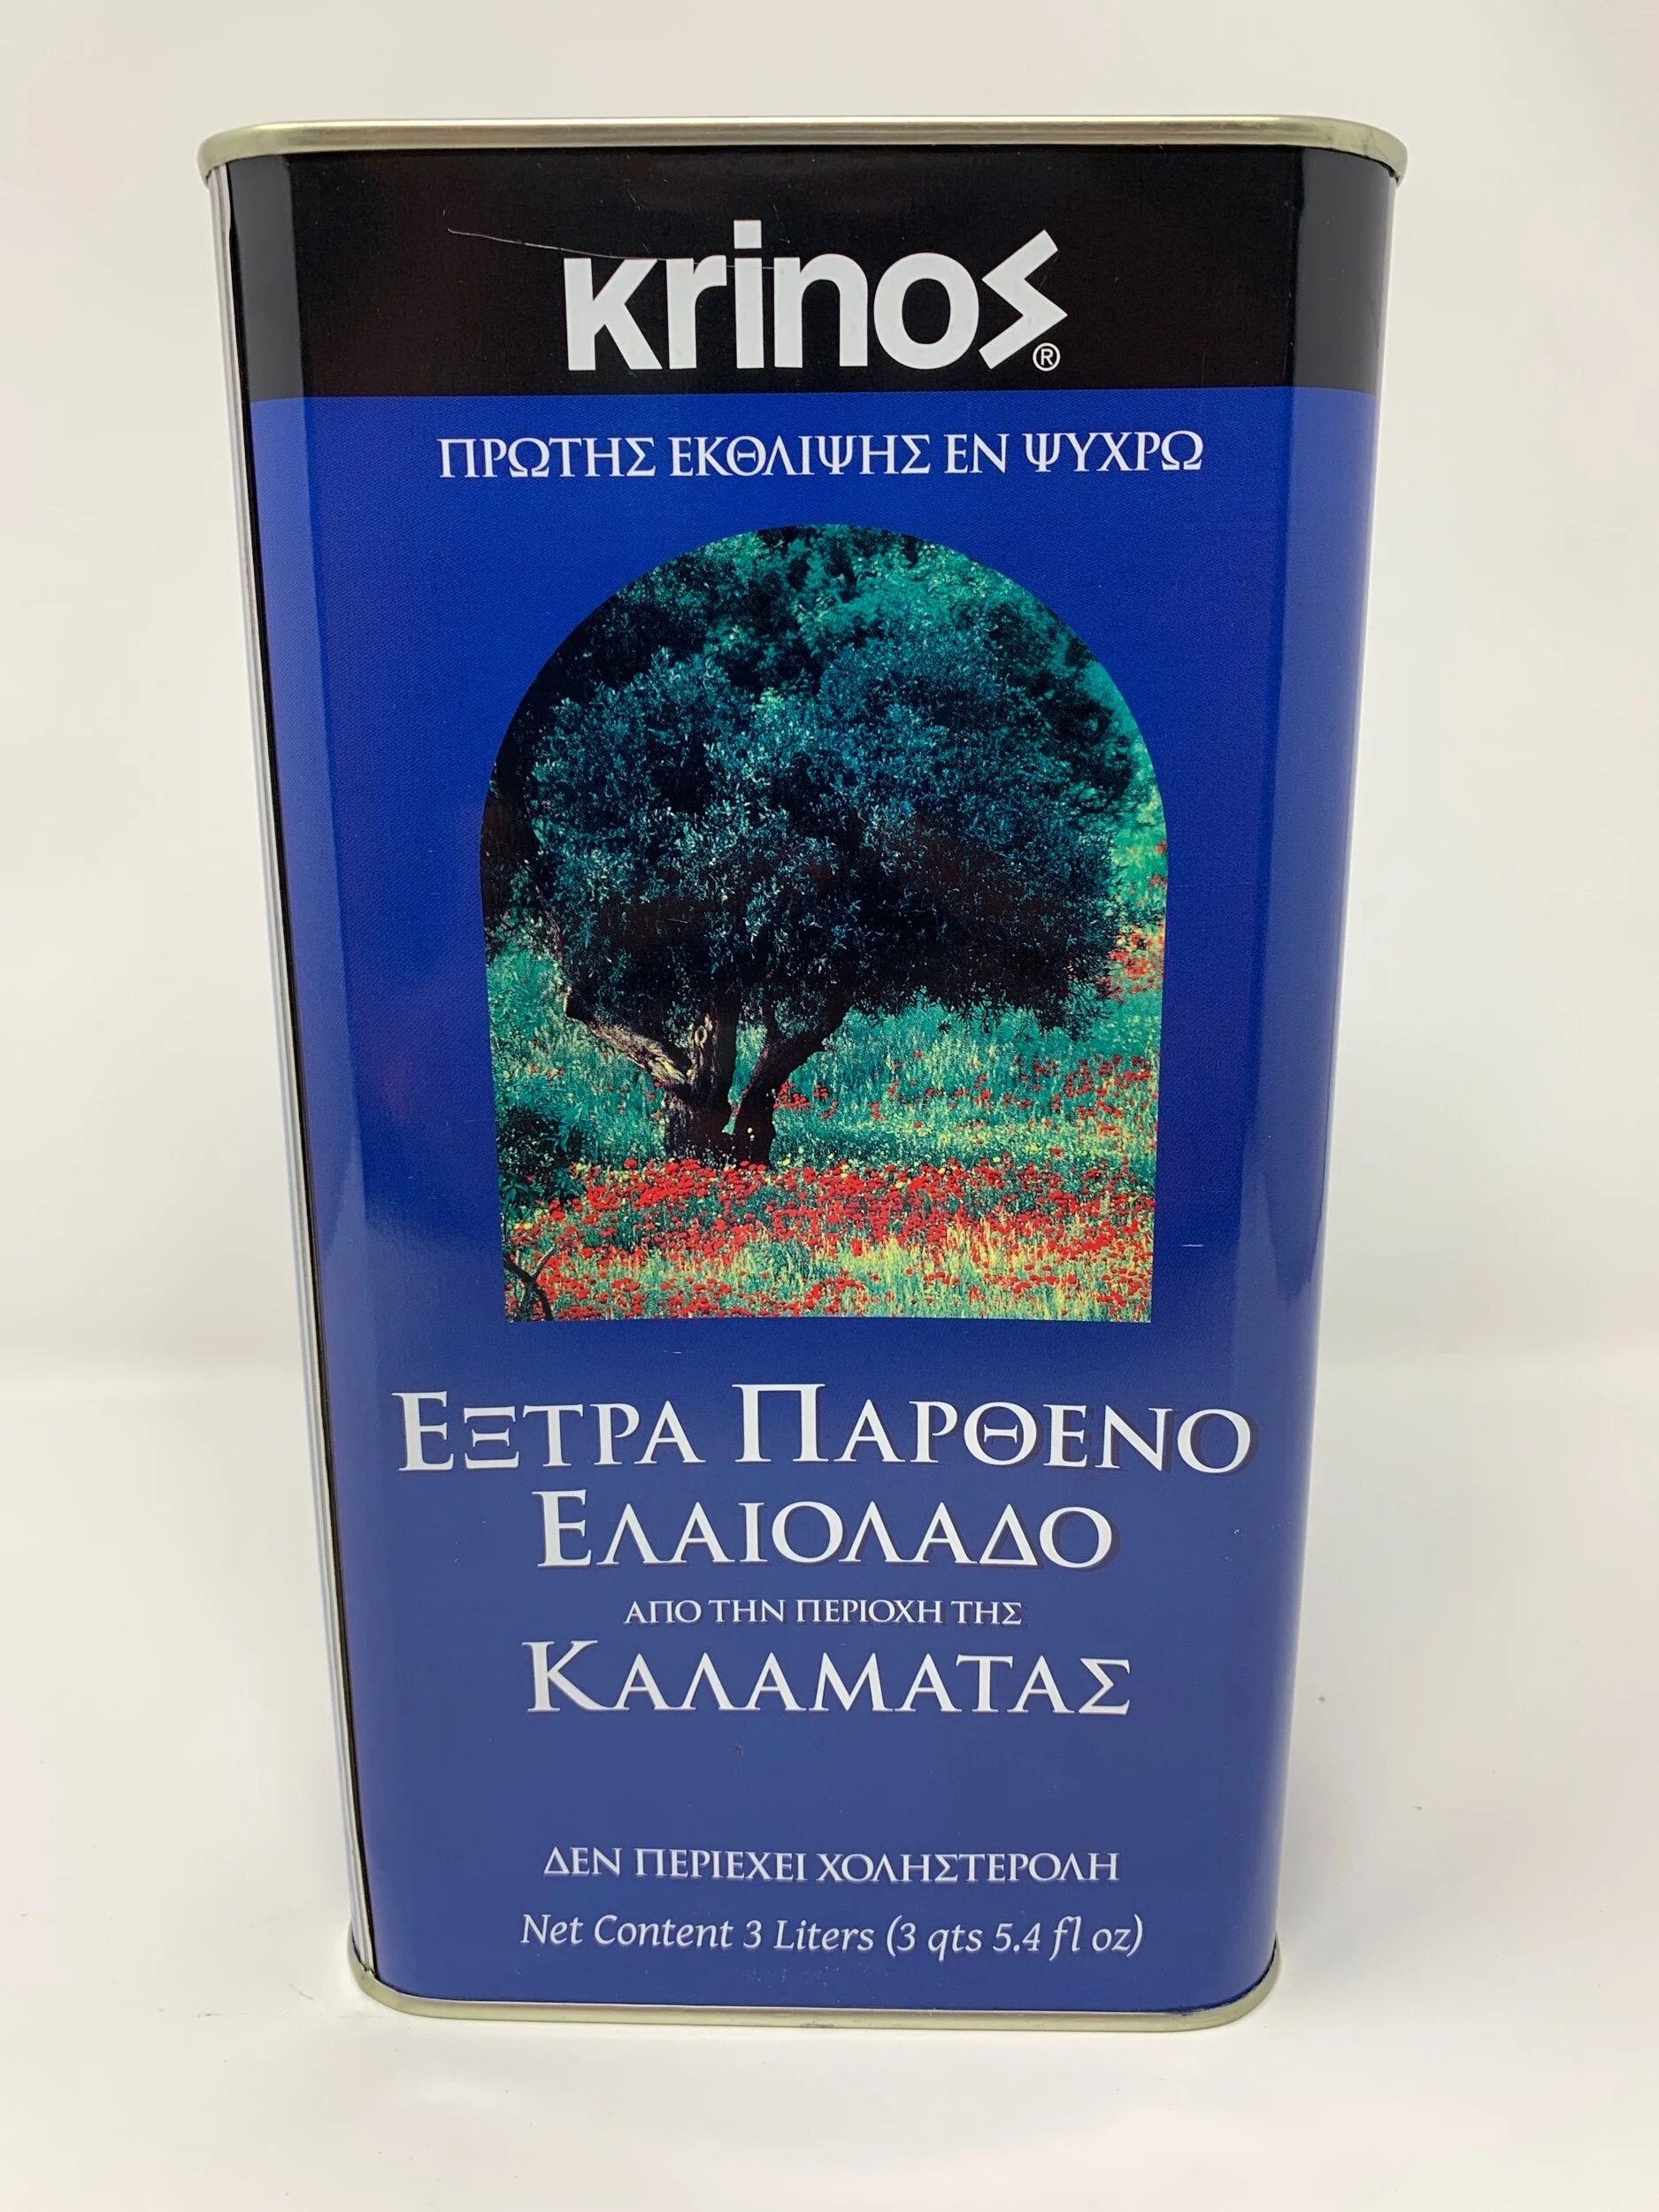 krinos®
ΠΡΩΤΗΣ ΕΚΘΛΙΨΗΣ ΕΝ ΨΥΧΡΩ
ΕΞΤΡΑ ΠΑΡΘΕΝΟ
ΕΛΑΙΟΛΑΔΟ
ΑΠΟ ΤΗΝ ΠΕΡΙΟΧΗ ΤΗΣ
ΚΑΛΑΜΑΤΑΣ
ΔΕΝ ΠΕΡΙΕΧΕΙ ΧΟΛΗΣΤΕΡΟΛΗ
Net Content 3 Liters (3 qts 5.4 fl oz)